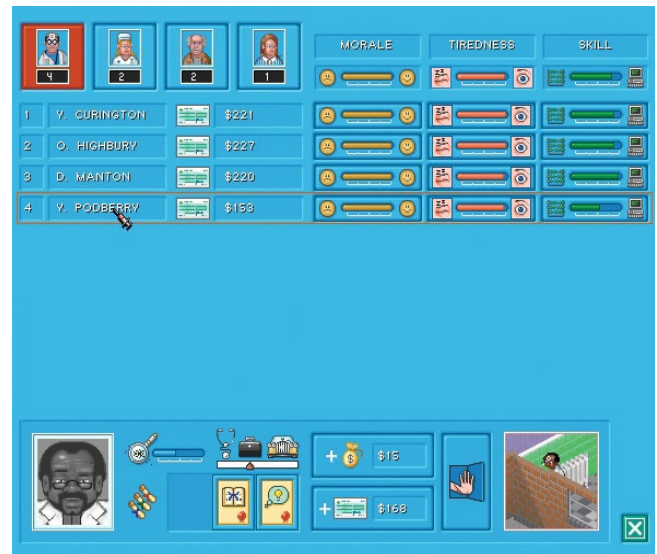 4 2 2 1
MORALE TIREDNESS SKILL
1 Y. CURINGTON $221
2 O. HIGHBURY $227
3 D. MANTON $220
4 Y. PODBERRY $153
+ $15
+ $168